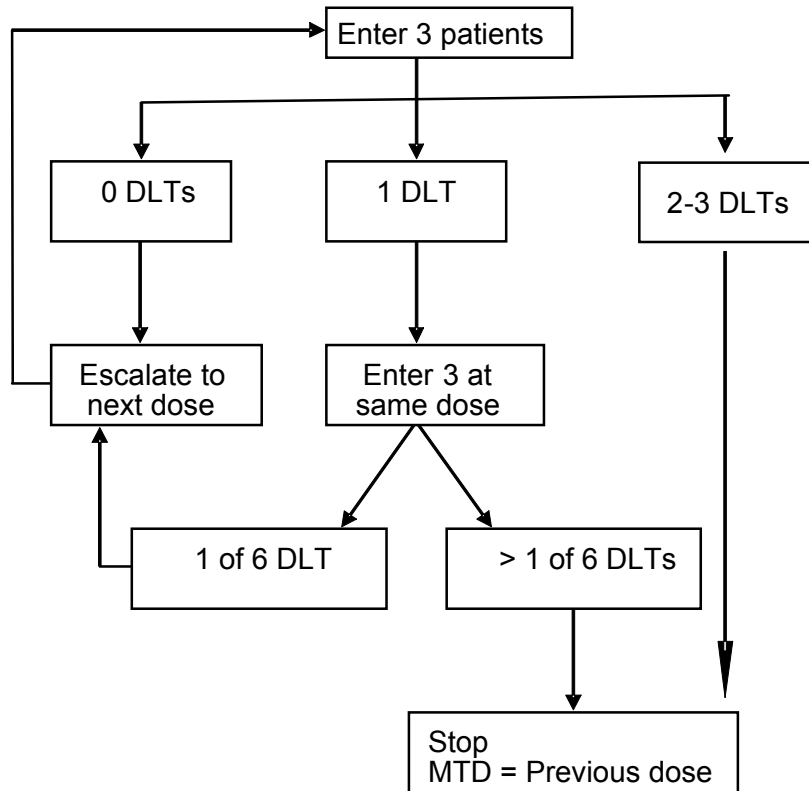 Enter 3 patients
0 DLTs
1 DLT
2-3 DLTs
Escalate to
next dose
Enter 3 at
same dose
1 of 6 DLT
> 1 of 6 DLTs
Stop
MTD = Previous dose